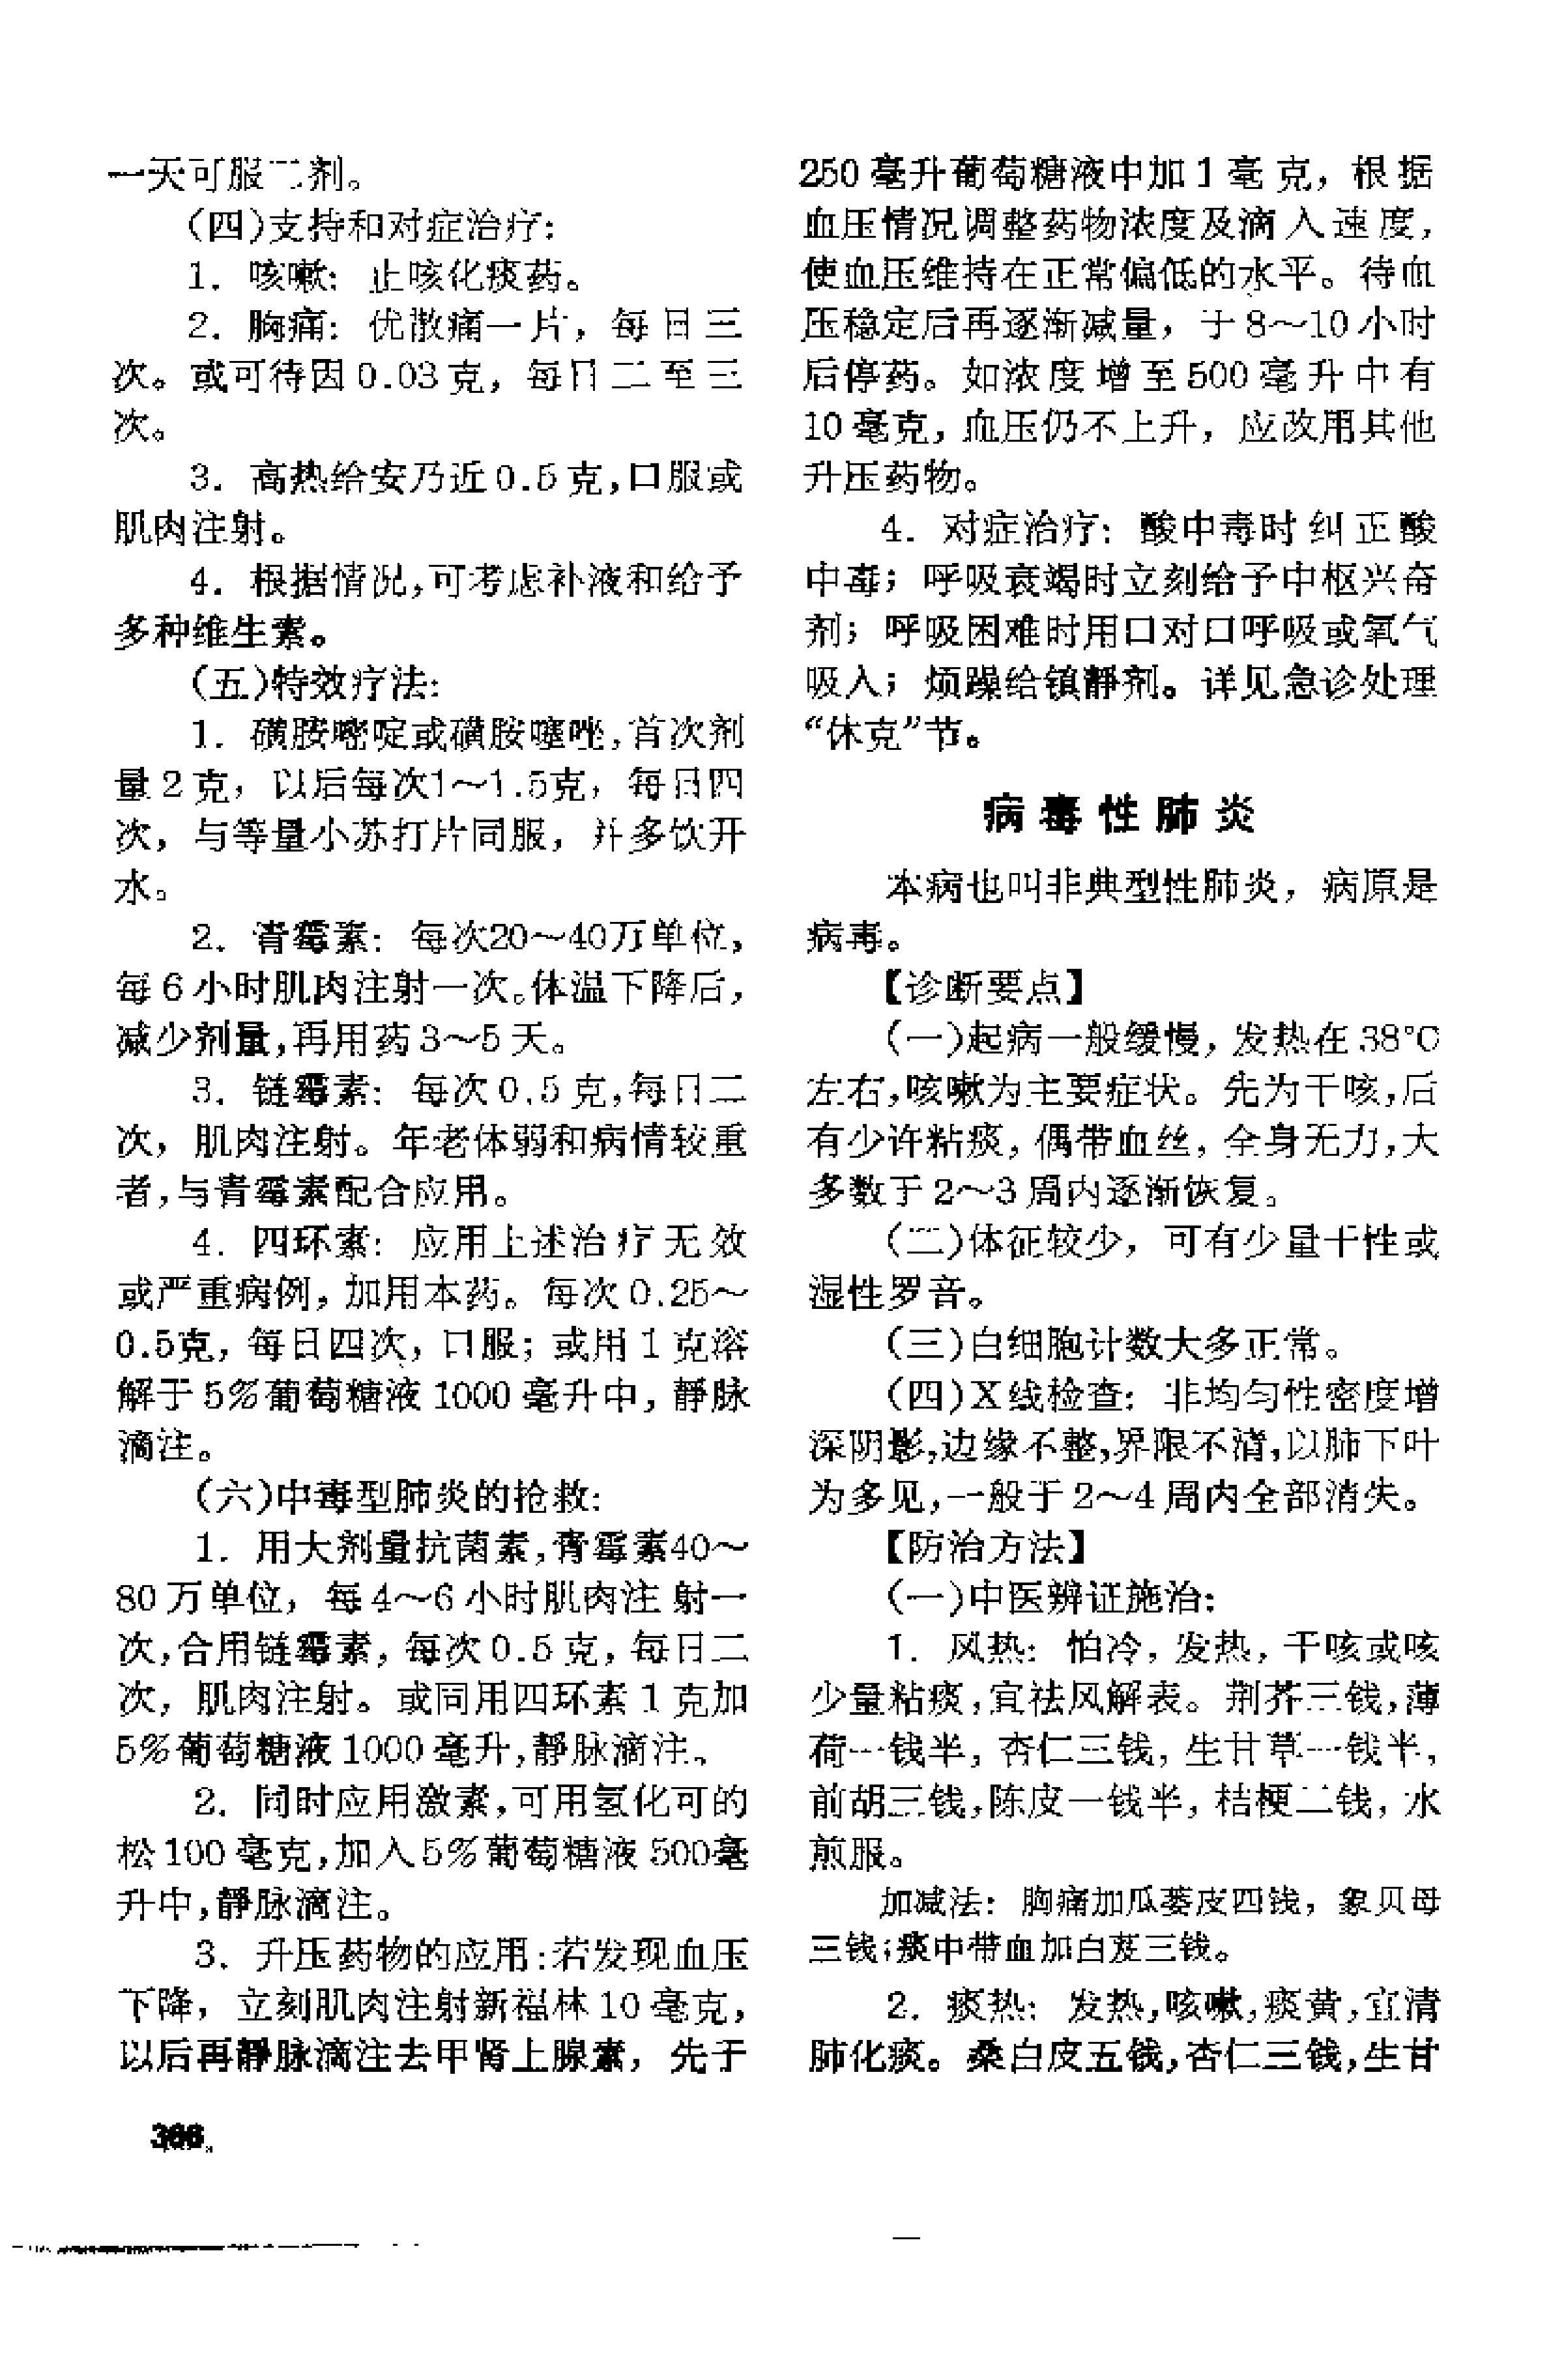 一天可服二剂。
(四)支持和对症治疗:
1. 咳嗽: 止咳化痰药。
2. 胸痛: 优散痛一片, 每日三
次。或可待因0.03克, 每日二至三
次。
3. 高热给安乃近0.5克,口服或
肌肉注射。
4. 根据情况,可考虑补液和给予
多种维生素。
(五)特效疗法:
1. 磺胺嘧啶或磺胺噻唑,首次剂
量2克, 以后每次1～1.5克, 每日四
次, 与等量小苏打片同服, 并多饮开
水。
2. 青霉素: 每次20～40万单位,
每6小时肌肉注射一次。体温下降后,
减少剂量,再用药3～5天。
3. 链霉素: 每次0.5克,每日二
次, 肌肉注射。年老体弱和病情较重
者,与青霉素配合应用。
4. 四环素: 应用上述治疗无效
或严重病例, 加用本药。每次0.25～
0.5克, 每日四次, 口服; 或用1克溶
解于5%葡萄糖液1000毫升中, 静脉
滴注。
(六)中毒型肺炎的抢救:
1. 用大剂量抗菌素,青霉素40～
80万单位, 每4～6小时肌肉注射一
次,合用链霉素, 每次0.5克, 每日二
次, 肌肉注射。或同用四环素1克加
5%葡萄糖液1000毫升,静脉滴注。
2. 同时应用激素,可用氢化可的
松100毫克,加入5%葡萄糖液500毫
升中,静脉滴注。
3. 升压药物的应用:若发现血压
下降, 立刻肌肉注射新福林10毫克,
以后再静脉滴注去甲肾上腺素, 先于
250毫升葡萄糖液中加1毫克, 根据
血压情况调整药物浓度及滴入速度,
使血压维持在正常偏低的水平。待血
压稳定后再逐渐减量, 于8～10小时
后停药。如浓度增至500毫升中有
10毫克, 血压仍不上升, 应改用其他
升压药物。
4. 对症治疗: 酸中毒时纠正酸
中毒; 呼吸衰竭时立刻给予中枢兴奋
剂; 呼吸困难时用口对口呼吸或氧气
吸入; 烦躁给镇静剂。详见急诊处理
“休克”节。
病毒性肺炎
本病也叫非典型性肺炎, 病原是
病毒。
【诊断要点】
(一)起病一般缓慢, 发热在38°C
左右,咳嗽为主要症状。先为干咳,后
有少许粘痰, 偶带血丝, 全身无力,大
多数于2～3周内逐渐恢复。
(二)体征较少, 可有少量干性或
湿性罗音。
(三)白细胞计数大多正常。
(四)X线检查: 非均匀性密度增
深阴影,边缘不整,界限不清,以肺下叶
为多见,一般于2～4周内全部消失。
【防治方法】
(一)中医辨证施治:
1. 风热: 怕冷, 发热, 干咳或咳
少量粘痰,宜祛风解表。荆芥三钱,薄
荷一钱半, 杏仁三钱, 生甘草一钱半,
前胡三钱,陈皮一钱半, 桔梗二钱, 水
煎服。
加减法: 胸痛加瓜蒌皮四钱, 象贝母
三钱;痰中带血加白芨三钱。
2. 痰热: 发热,咳嗽,痰黄,宜清
肺化痰。桑白皮五钱,杏仁三钱,生甘